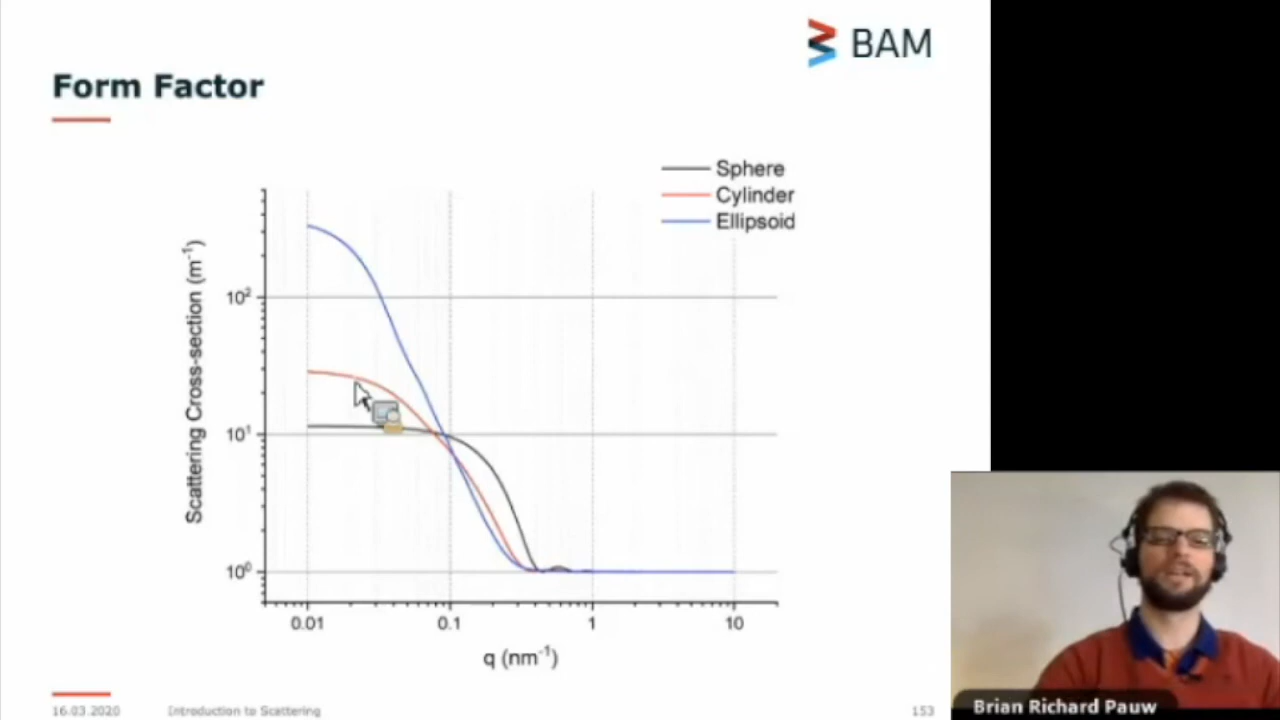 BAM
Form Factor
Sphere
Cylinder
Ellipsoid
Scattering Cross-section (m⁻¹)
10²
10¹
10⁰
0.01 0.1 1 10
q (nm⁻¹)
16.03.2020 Introduction to Scattering 153
Brian Richard Pauw